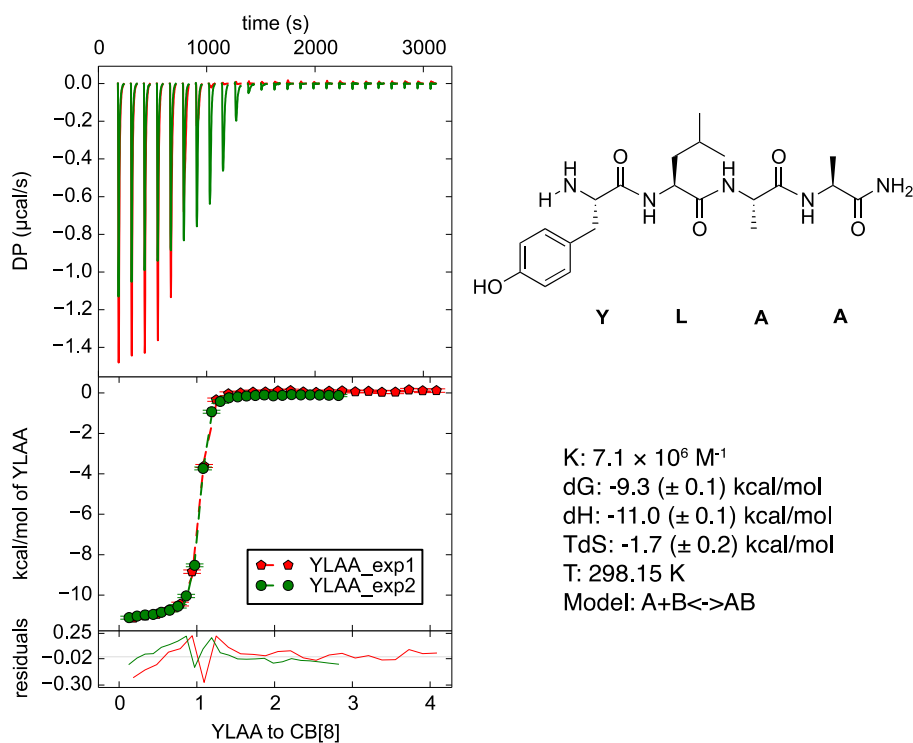 time (s)
0 1000 2000 3000
0.0
−0.2
−0.4
−0.6
−0.8
−1.0
−1.2
−1.4
DP (µcal/s)
0
−2
−4
−6
−8
−10
kcal/mol of YLAA
YLAA_exp1
YLAA_exp2
0.25
−0.02
−0.30
residuals
0 1 2 3 4
YLAA to CB[8]
H N H O N H O H N O N H O NH₂ HO
Y L A A
K: 7.1 × 10⁶ M⁻¹
dG: -9.3 (± 0.1) kcal/mol
dH: -11.0 (± 0.1) kcal/mol
TdS: -1.7 (± 0.2) kcal/mol
T: 298.15 K
Model: A+B<->AB